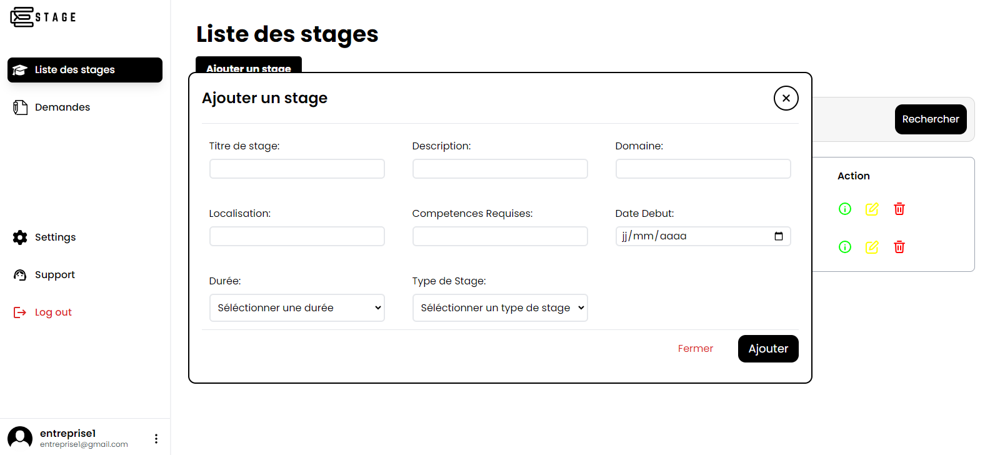 STAGE
Liste des stages
Demandes
Settings
Support
Log out
entreprise1
entreprise1@gmail.com
Liste des stages
Ajouter un stage
Rechercher
Action
Ajouter un stage
Titre de stage:
Description:
Domaine:
Localisation:
Competences Requises:
Date Debut:
jj/mm/aaaa
Durée:
Type de Stage:
Séléctionner une durée
Séléctionner un type de stage
Fermer
Ajouter